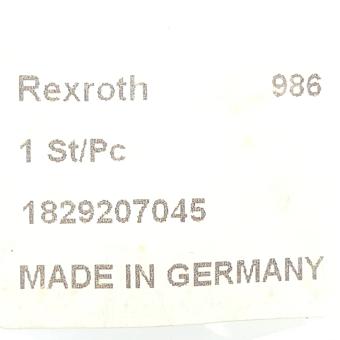 Rexroth 986
1 St/Pc
1829207045
MADE IN GERMANY